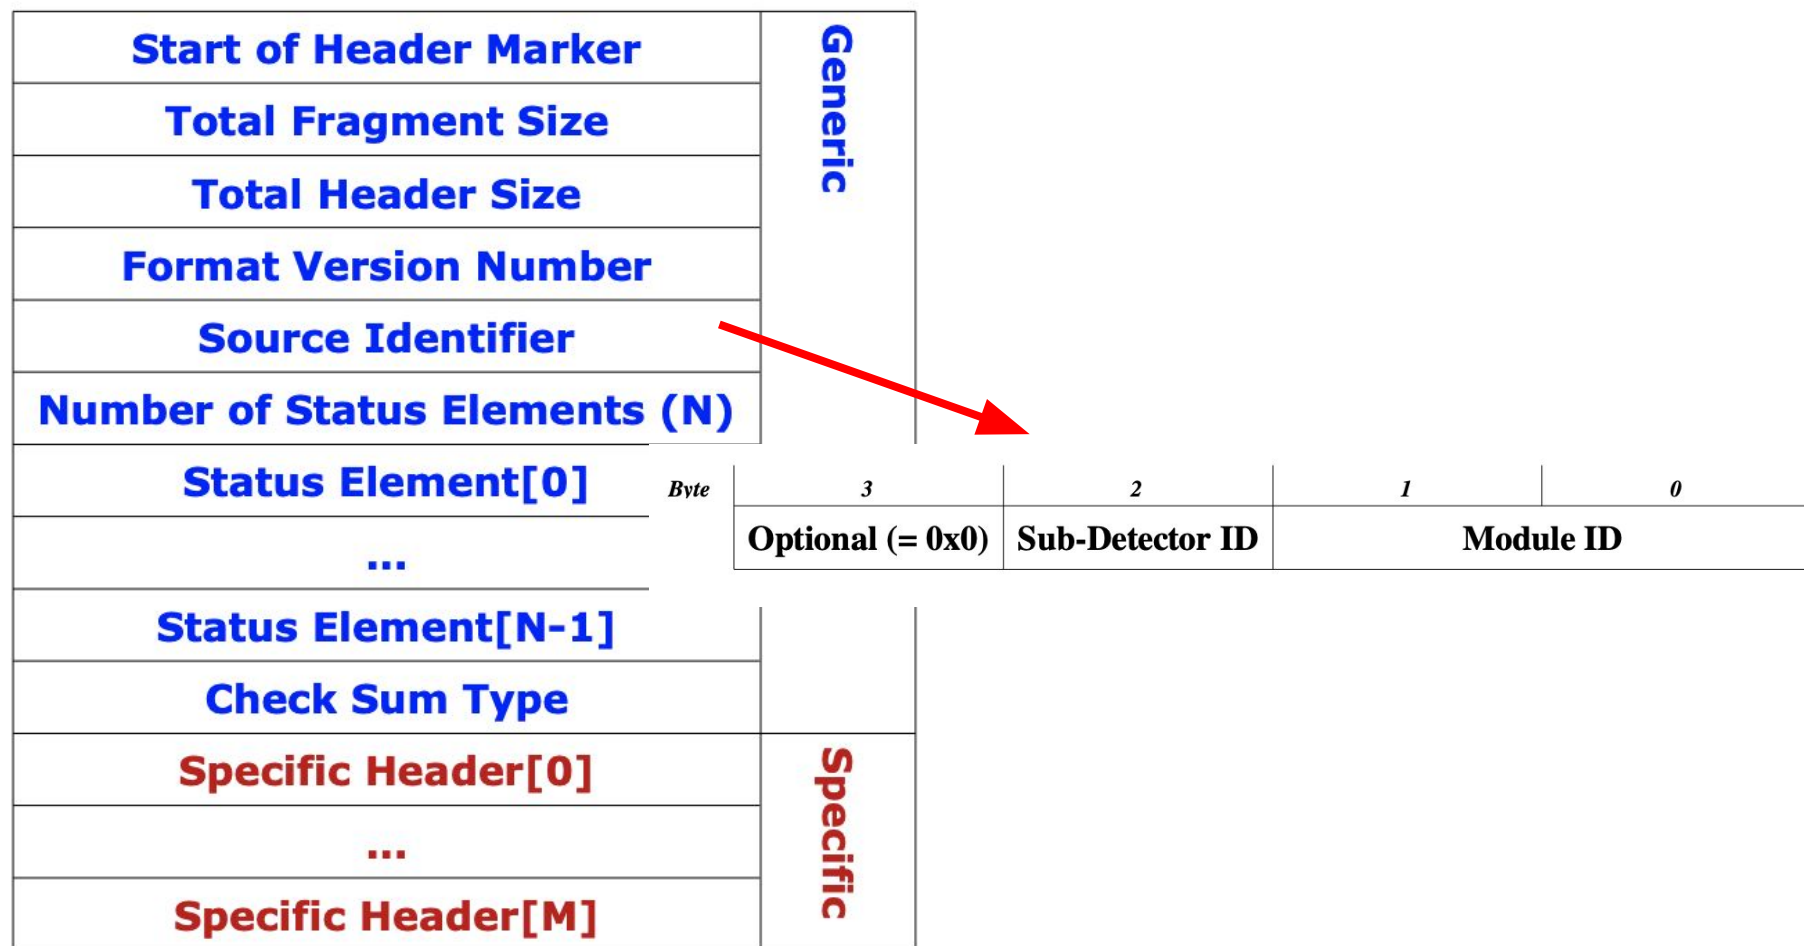 Start of Header Marker
Generic
Total Fragment Size
Total Header Size
Format Version Number
Source Identifier
Number of Status Elements (N)
Status Element[0]
...
Status Element[N-1]
Check Sum Type
Byte 3 2 1 0
Optional (= 0x0) Sub-Detector ID Module ID
Specific Header[0]
Specific
...
Specific Header[M]